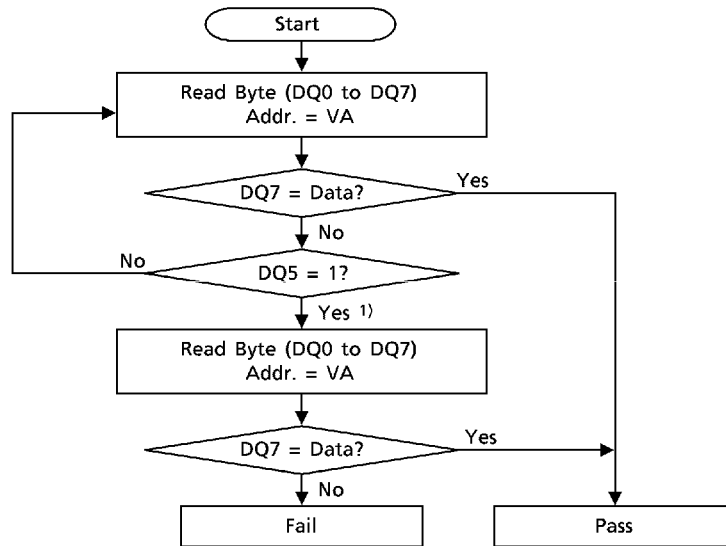 Start
Read Byte (DQ0 to DQ7)
Addr. = VA
DQ7 = Data?
Yes
No
No
DQ5 = 1?
Yes 1)
Read Byte (DQ0 to DQ7)
Addr. = VA
DQ7 = Data?
Yes
No
Fail
Pass